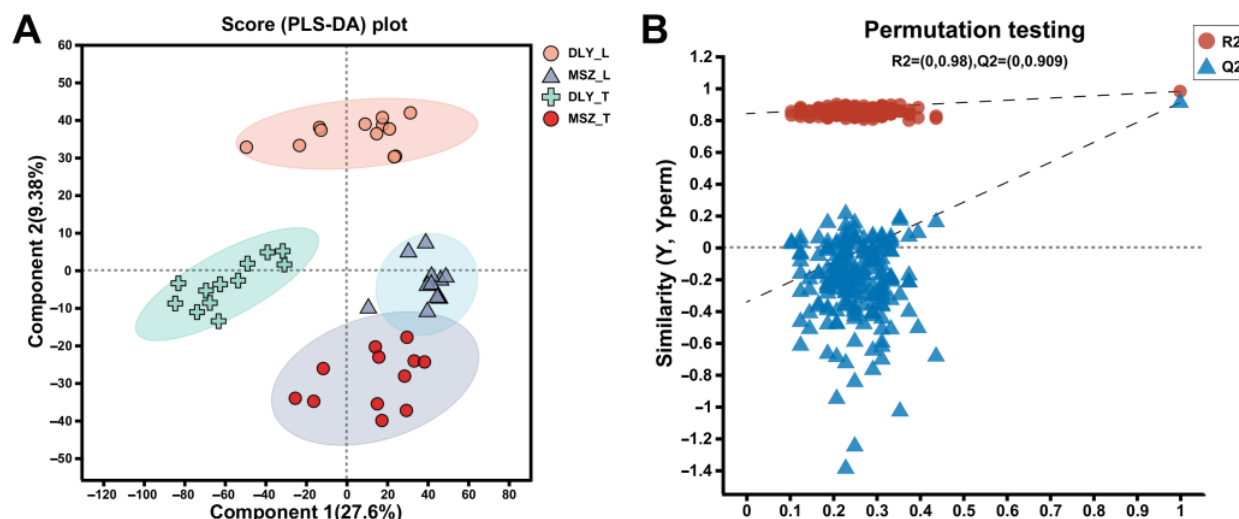 A
Score (PLS-DA) plot
60
50
40
30
20
10
0
−10
−20
−30
−40
−50
−120 −100 −80 −60 −40 −20 0 20 40 60 80
Component 1(27.6%)
Component 2(9.38%)
DLY_L
MSZ_L
DLY_T
MSZ_T
B
Permutation testing
R2=(0,0.98),Q2=(0,0.909)
R2
Q2
1.2
1
0.8
0.6
0.4
0.2
0
−0.2
−0.4
−0.6
−0.8
−1
−1.2
−1.4
0 0.1 0.2 0.3 0.4 0.5 0.6 0.7 0.8 0.9 1
Similarity (Y, Yperm)